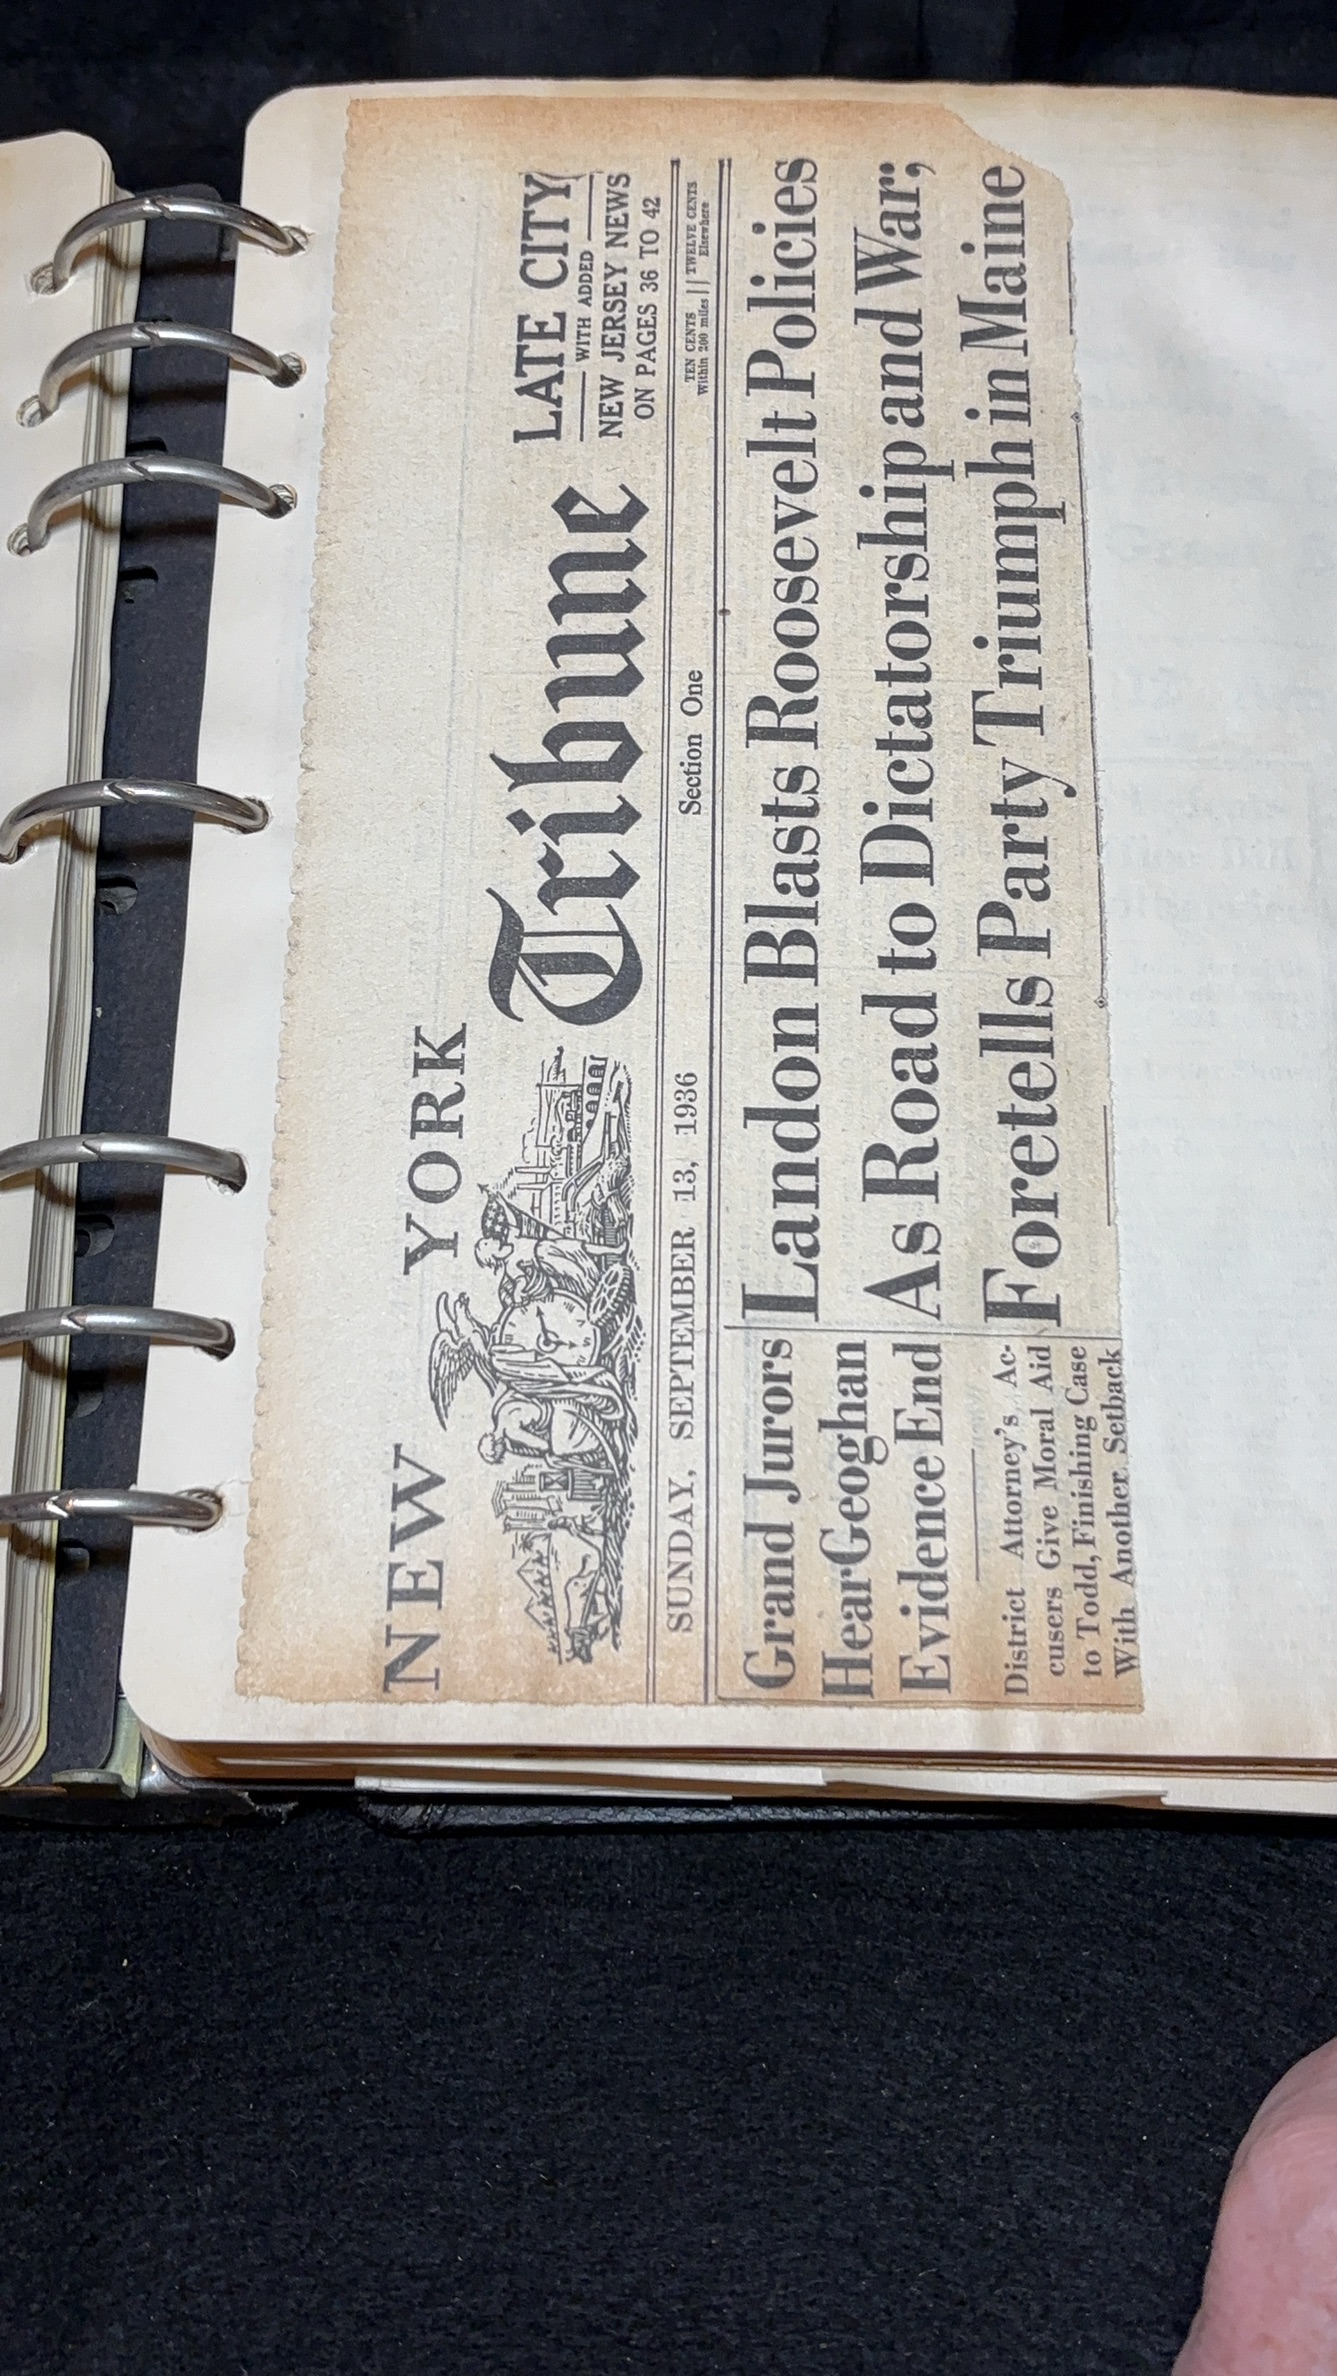 NEW YORK
Tribune
LATE CITY
WITH ADDED
NEW JERSEY NEWS
ON PAGES 36 TO 42
SUNDAY, SEPTEMBER 13, 1936
Section One
TEN CENTS
Within 200 miles
TWELVE CENTS
Elsewhere
Grand Jurors
Hear Geoghan
Evidence End
District Attorney's Ac-
cusers Give Moral Aid
to Todd, Finishing Case
With Another Setback
Landon Blasts Roosevelt Policies
As Road to Dictatorship and War;
Foretells Party Triumph in Maine